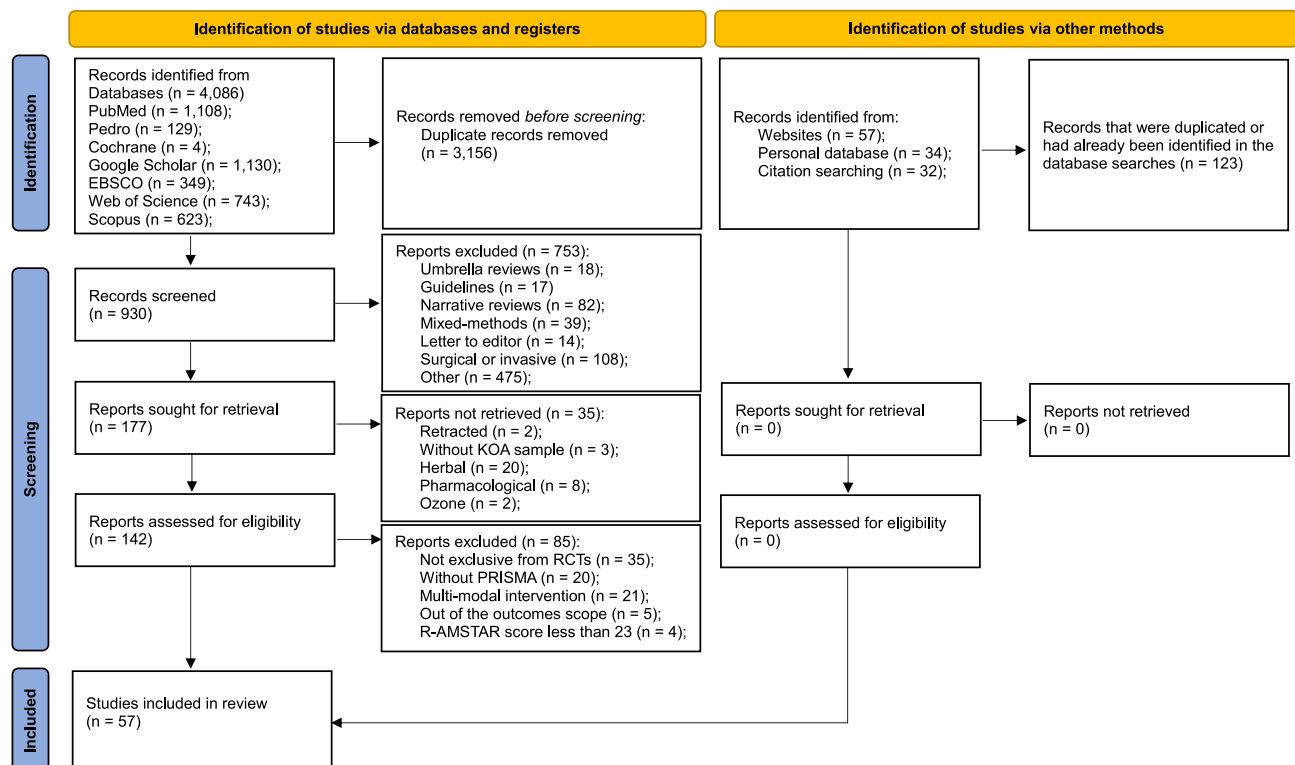 Identification of studies via databases and registers
Identification of studies via other methods
Identification
Records identified from
Databases (n = 4,086)
PubMed (n = 1,108);
Pedro (n = 129);
Cochrane (n = 4);
Google Scholar (n = 1,130);
EBSCO (n = 349);
Web of Science (n = 743);
Scopus (n = 623);
Records removed before screening:
Duplicate records removed
(n = 3,156)
Records identified from:
Websites (n = 57);
Personal database (n = 34);
Citation searching (n = 32);
Records that were duplicated or
had already been identified in the
database searches (n = 123)
Screening
Records screened
(n = 930)
Reports excluded (n = 753):
Umbrella reviews (n = 18);
Guidelines (n = 17)
Narrative reviews (n = 82);
Mixed-methods (n = 39);
Letter to editor (n = 14);
Surgical or invasive (n = 108);
Other (n = 475);
Reports sought for retrieval
(n = 177)
Reports not retrieved (n = 35):
Retracted (n = 2);
Without KOA sample (n = 3);
Herbal (n = 20);
Pharmacological (n = 8);
Ozone (n = 2);
Reports sought for retrieval
(n = 0)
Reports not retrieved
(n = 0)
Reports assessed for eligibility
(n = 142)
Reports excluded (n = 85):
Not exclusive from RCTs (n = 35);
Without PRISMA (n = 20);
Multi-modal intervention (n = 21);
Out of the outcomes scope (n = 5);
R-AMSTAR score less than 23 (n = 4);
Reports assessed for eligibility
(n = 0)
Included
Studies included in review
(n = 57)